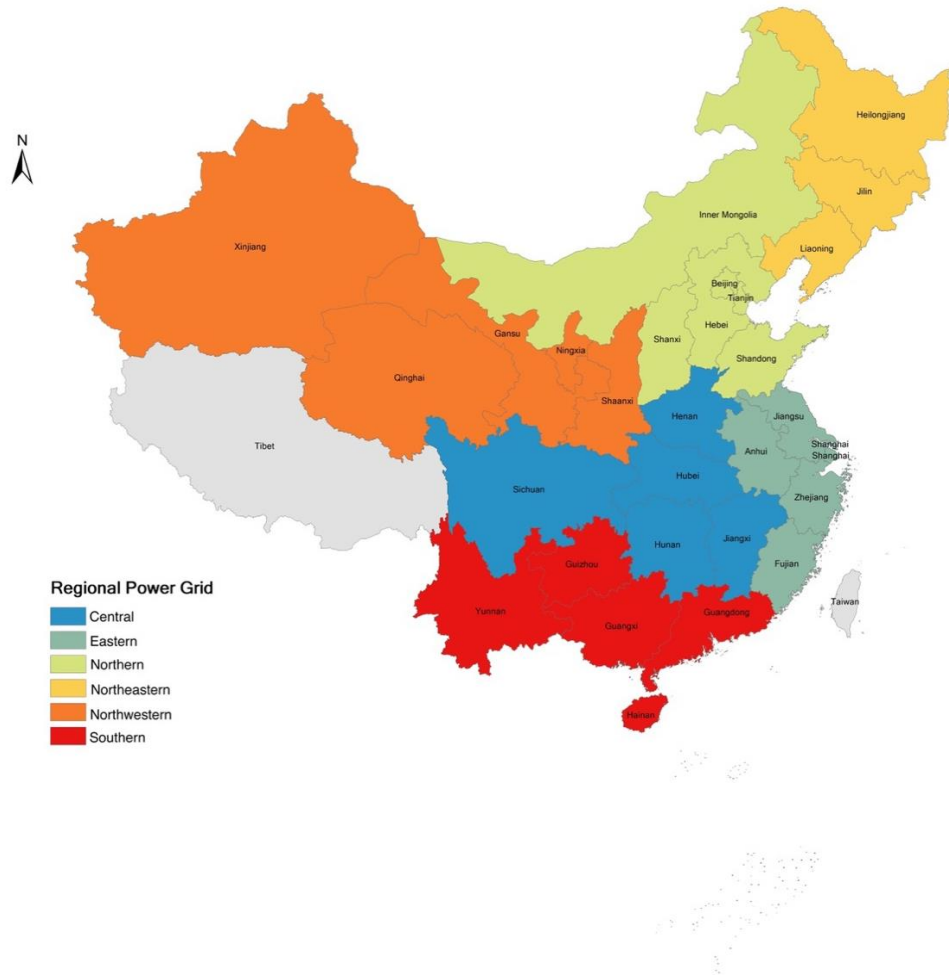 N
Heilongjiang
Jilin
Inner Mongolia
Liaoning
Xinjiang
Beijing
Tianjin
Hebei
Gansu
Shanxi
Ningxia
Shandong
Qinghai
Shaanxi
Henan
Jiangsu
Tibet
Anhui
Shanghai
Shanghai
Hubei
Sichuan
Zhejiang
Hunan
Jiangxi
Guizhou
Fujian
Yunnan
Guangxi
Guangdong
Taiwan
Hainan
Regional Power Grid
Central
Eastern
Northern
Northeastern
Northwestern
Southern